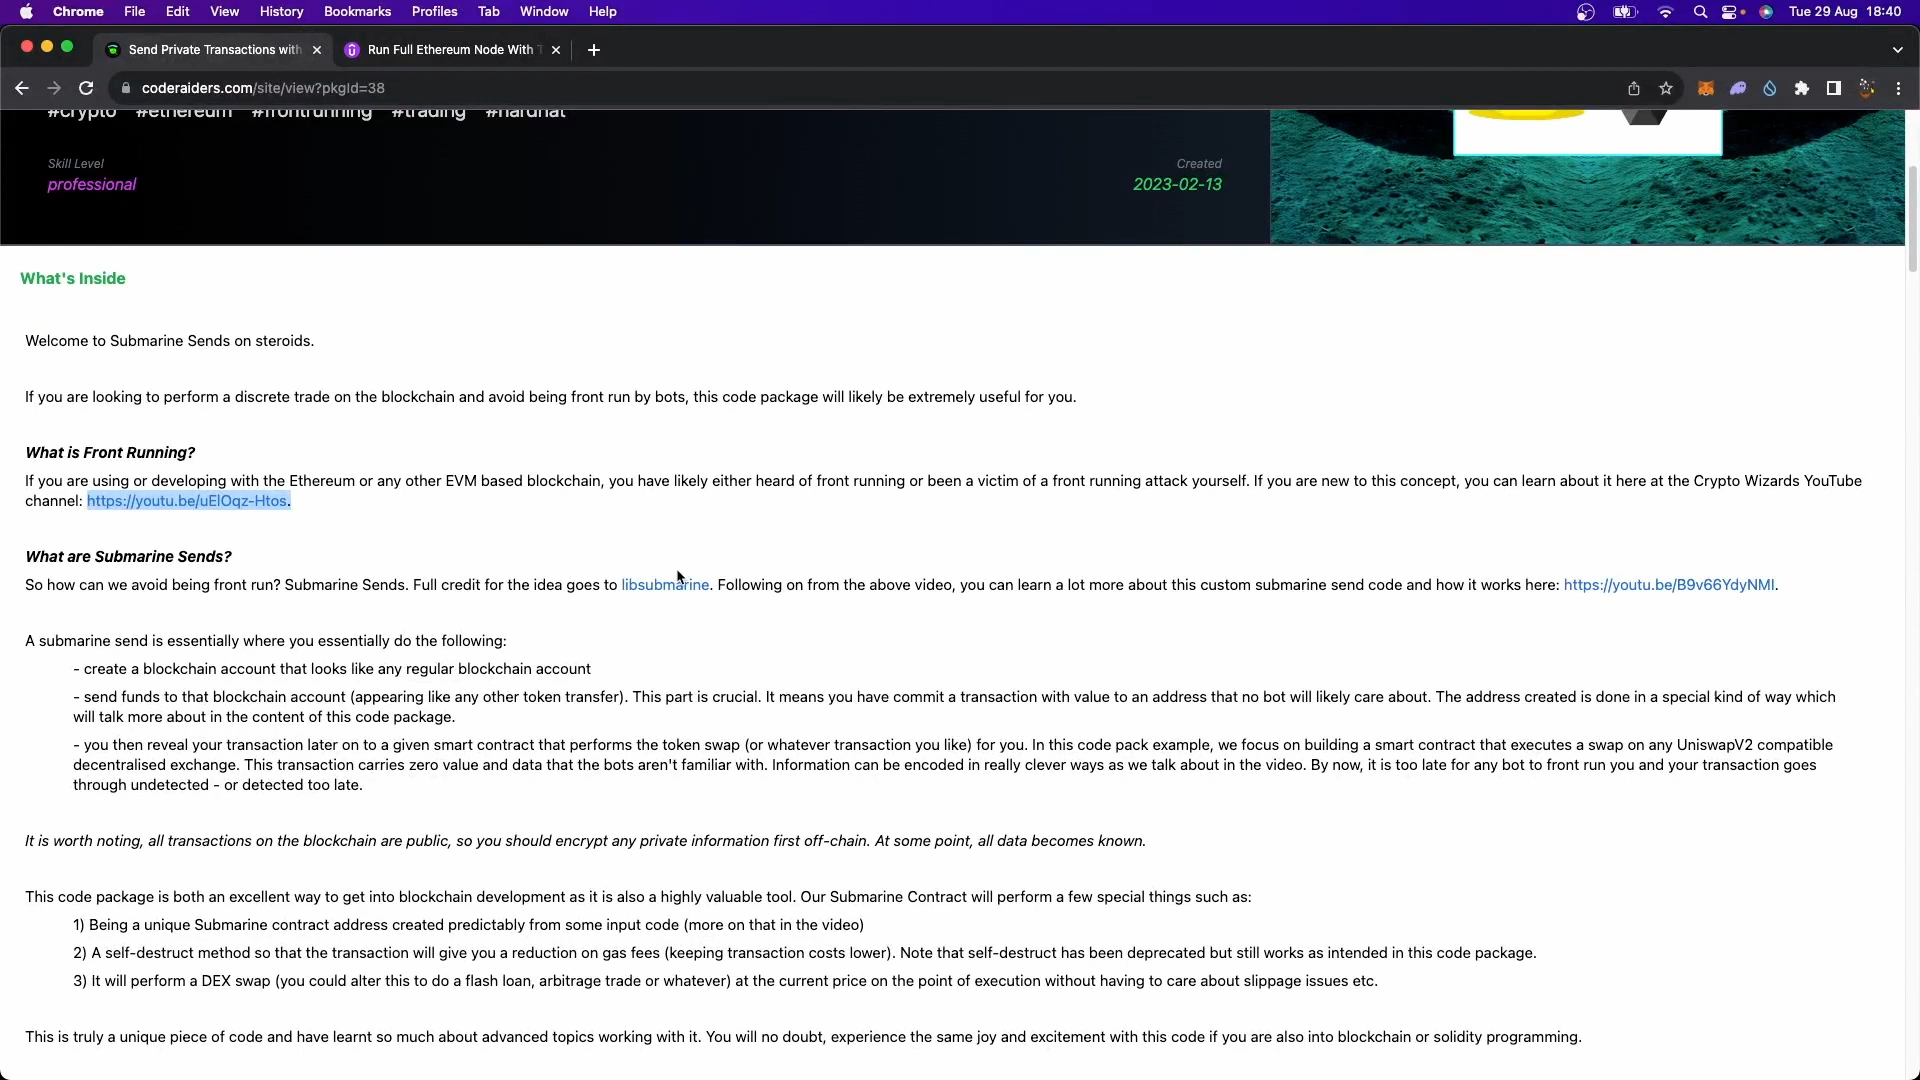 Chrome File Edit View History Bookmarks Profiles Tab Window Help Tue 29 Aug 18:40
Send Private Transactions with Run Full Ethereum Node With T
coderaiders.com/site/view?pkgId=38
#crypto #ethereum #frontrunning #trading #hardhat
Skill Level Created
professional 2023-02-13
What's Inside
Welcome to Submarine Sends on steroids.
If you are looking to perform a discrete trade on the blockchain and avoid being front run by bots, this code package will likely be extremely useful for you.
What is Front Running?
If you are using or developing with the Ethereum or any other EVM based blockchain, you have likely either heard of front running or been a victim of a front running attack yourself. If you are new to this concept, you can learn about it here at the Crypto Wizards YouTube
channel: https://youtu.be/uElOqz-Htos.
What are Submarine Sends?
So how can we avoid being front run? Submarine Sends. Full credit for the idea goes to libsubmarine. Following on from the above video, you can learn a lot more about this custom submarine send code and how it works here: https://youtu.be/B9v66YdyNMI.
A submarine send is essentially where you essentially do the following:
- create a blockchain account that looks like any regular blockchain account
- send funds to that blockchain account (appearing like any other token transfer). This part is crucial. It means you have commit a transaction with value to an address that no bot will likely care about. The address created is done in a special kind of way which
will talk more about in the content of this code package.
- you then reveal your transaction later on to a given smart contract that performs the token swap (or whatever transaction you like) for you. In this code pack example, we focus on building a smart contract that executes a swap on any UniswapV2 compatible
decentralised exchange. This transaction carries zero value and data that the bots aren't familiar with. Information can be encoded in really clever ways as we talk about in the video. By now, it is too late for any bot to front run you and your transaction goes
through undetected - or detected too late.
It is worth noting, all transactions on the blockchain are public, so you should encrypt any private information first off-chain. At some point, all data becomes known.
This code package is both an excellent way to get into blockchain development as it is also a highly valuable tool. Our Submarine Contract will perform a few special things such as:
1) Being a unique Submarine contract address created predictably from some input code (more on that in the video)
2) A self-destruct method so that the transaction will give you a reduction on gas fees (keeping transaction costs lower). Note that self-destruct has been deprecated but still works as intended in this code package.
3) It will perform a DEX swap (you could alter this to do a flash loan, arbitrage trade or whatever) at the current price on the point of execution without having to care about slippage issues etc.
This is truly a unique piece of code and have learnt so much about advanced topics working with it. You will no doubt, experience the same joy and excitement with this code if you are also into blockchain or solidity programming.